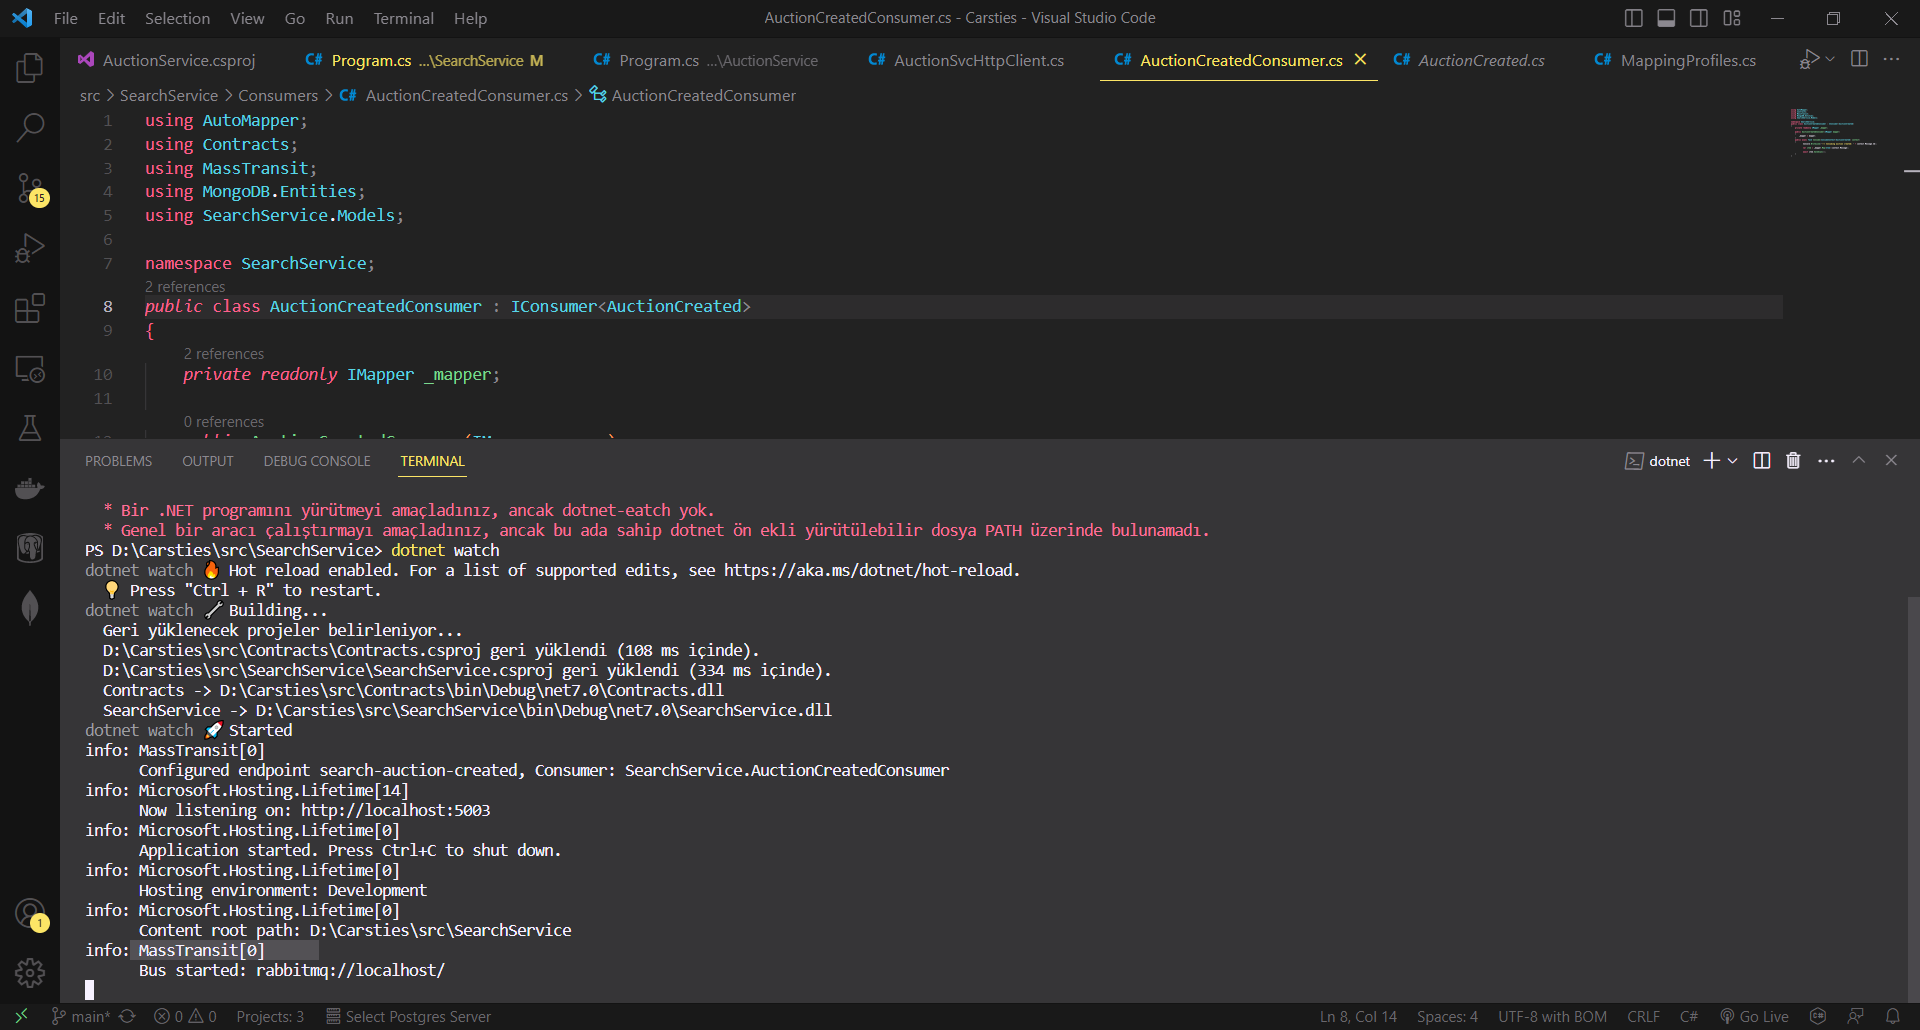 File Edit Selection View Go Run Terminal Help AuctionCreatedConsumer.cs - Carsties - Visual Studio Code
AuctionService.csproj C# Program.cs ...\SearchService M C# Program.cs ...\AuctionService C# AuctionSvcHttpClient.cs C# AuctionCreatedConsumer.cs C# AuctionCreated.cs C# MappingProfiles.cs
src > SearchService > Consumers > C# AuctionCreatedConsumer.cs > AuctionCreatedConsumer
1 using AutoMapper;
2 using Contracts;
3 using MassTransit;
4 using MongoDB.Entities;
5 using SearchService.Models;
6
7 namespace SearchService;
2 references
8 public class AuctionCreatedConsumer : IConsumer<AuctionCreated>
9 {
2 references
10 private readonly IMapper _mapper;
11
0 references
15
PROBLEMS OUTPUT DEBUG CONSOLE TERMINAL dotnet
* Bir .NET programını yürütmeyi amaçladınız, ancak dotnet-eatch yok.
* Genel bir aracı çalıştırmayı amaçladınız, ancak bu ada sahip dotnet ön ekli yürütülebilir dosya PATH üzerinde bulunamadı.
PS D:\Carsties\src\SearchService> dotnet watch
dotnet watch 🔥 Hot reload enabled. For a list of supported edits, see https://aka.ms/dotnet/hot-reload.
💡 Press "Ctrl + R" to restart.
dotnet watch 🔧 Building...
Geri yüklenecek projeler belirleniyor...
D:\Carsties\src\Contracts\Contracts.csproj geri yüklendi (108 ms içinde).
D:\Carsties\src\SearchService\SearchService.csproj geri yüklendi (334 ms içinde).
Contracts -> D:\Carsties\src\Contracts\bin\Debug\net7.0\Contracts.dll
SearchService -> D:\Carsties\src\SearchService\bin\Debug\net7.0\SearchService.dll
dotnet watch 🚀 Started
info: MassTransit[0]
Configured endpoint search-auction-created, Consumer: SearchService.AuctionCreatedConsumer
info: Microsoft.Hosting.Lifetime[14]
Now listening on: http://localhost:5003
info: Microsoft.Hosting.Lifetime[0]
Application started. Press Ctrl+C to shut down.
info: Microsoft.Hosting.Lifetime[0]
Hosting environment: Development
info: Microsoft.Hosting.Lifetime[0]
Content root path: D:\Carsties\src\SearchService
info: MassTransit[0]
Bus started: rabbitmq://localhost/
1
main* 0 0 Projects: 3 Select Postgres Server Ln 8, Col 14 Spaces: 4 UTF-8 with BOM CRLF C# Go Live